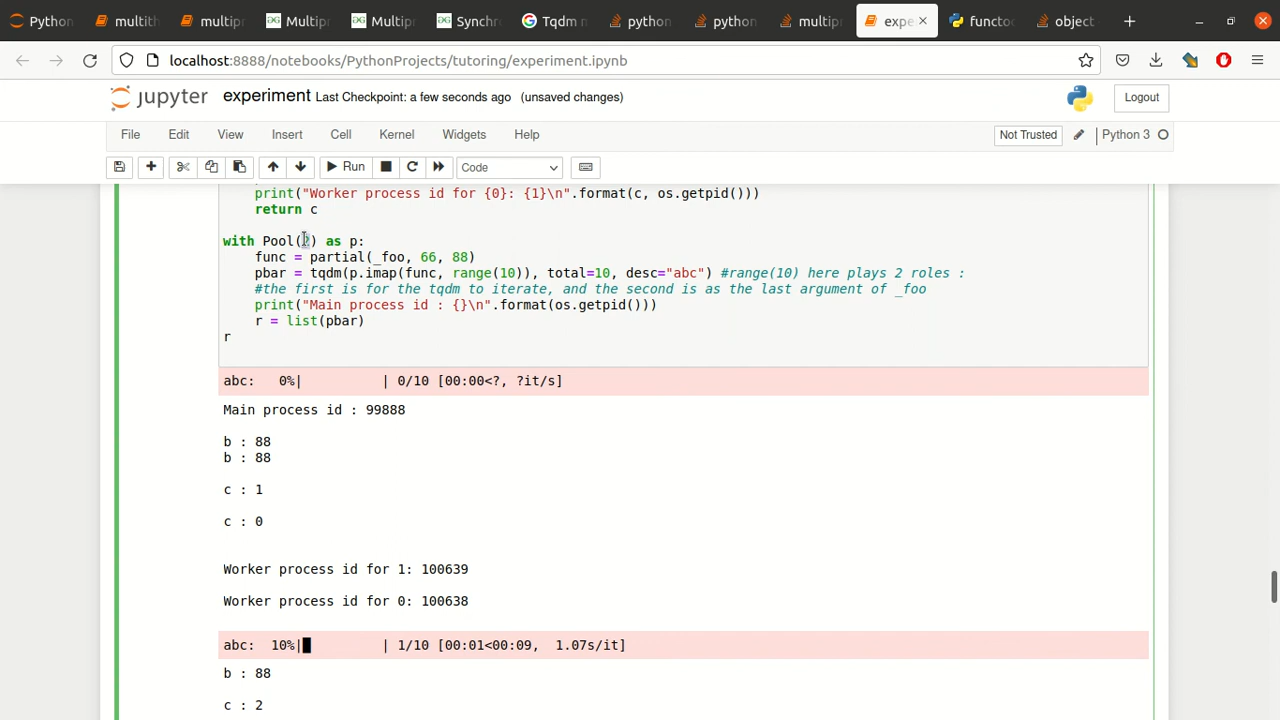 Python
multith
multipr
Multipr
Multipr
Synchro
Tqdm n
python
python
multipr
expe
functoo
object
localhost:8888/notebooks/PythonProjects/tutoring/experiment.ipynb
jupyter experiment Last Checkpoint: a few seconds ago (unsaved changes)
Logout
File Edit View Insert Cell Kernel Widgets Help
Not Trusted
Python 3
Run
Code
print("Worker process id for {0}: {1}\n".format(c, os.getpid()))
return c
with Pool(2) as p:
func = partial(_foo, 66, 88)
pbar = tqdm(p.imap(func, range(10)), total=10, desc="abc") #range(10) here plays 2 roles :
#the first is for the tqdm to iterate, and the second is as the last argument of _foo
print("Main process id : {}\n".format(os.getpid()))
r = list(pbar)
r
abc: 0%| | 0/10 [00:00<?, ?it/s]
Main process id : 99888
b : 88
b : 88
c : 1
c : 0
Worker process id for 1: 100639
Worker process id for 0: 100638
abc: 10%|█ | 1/10 [00:01<00:09, 1.07s/it]
b : 88
c : 2